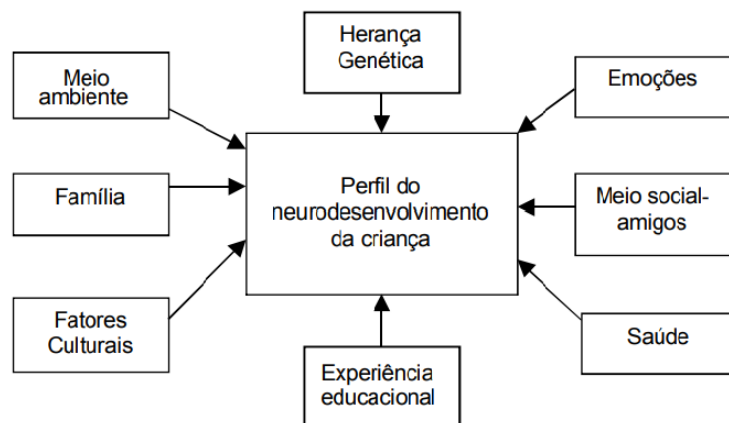 Herança
Genética
Meio
ambiente
Emoções
Família
Perfil do
neurodesenvolvimento
da criança
Meio social-
amigos
Fatores
Culturais
Experiência
educacional
Saúde